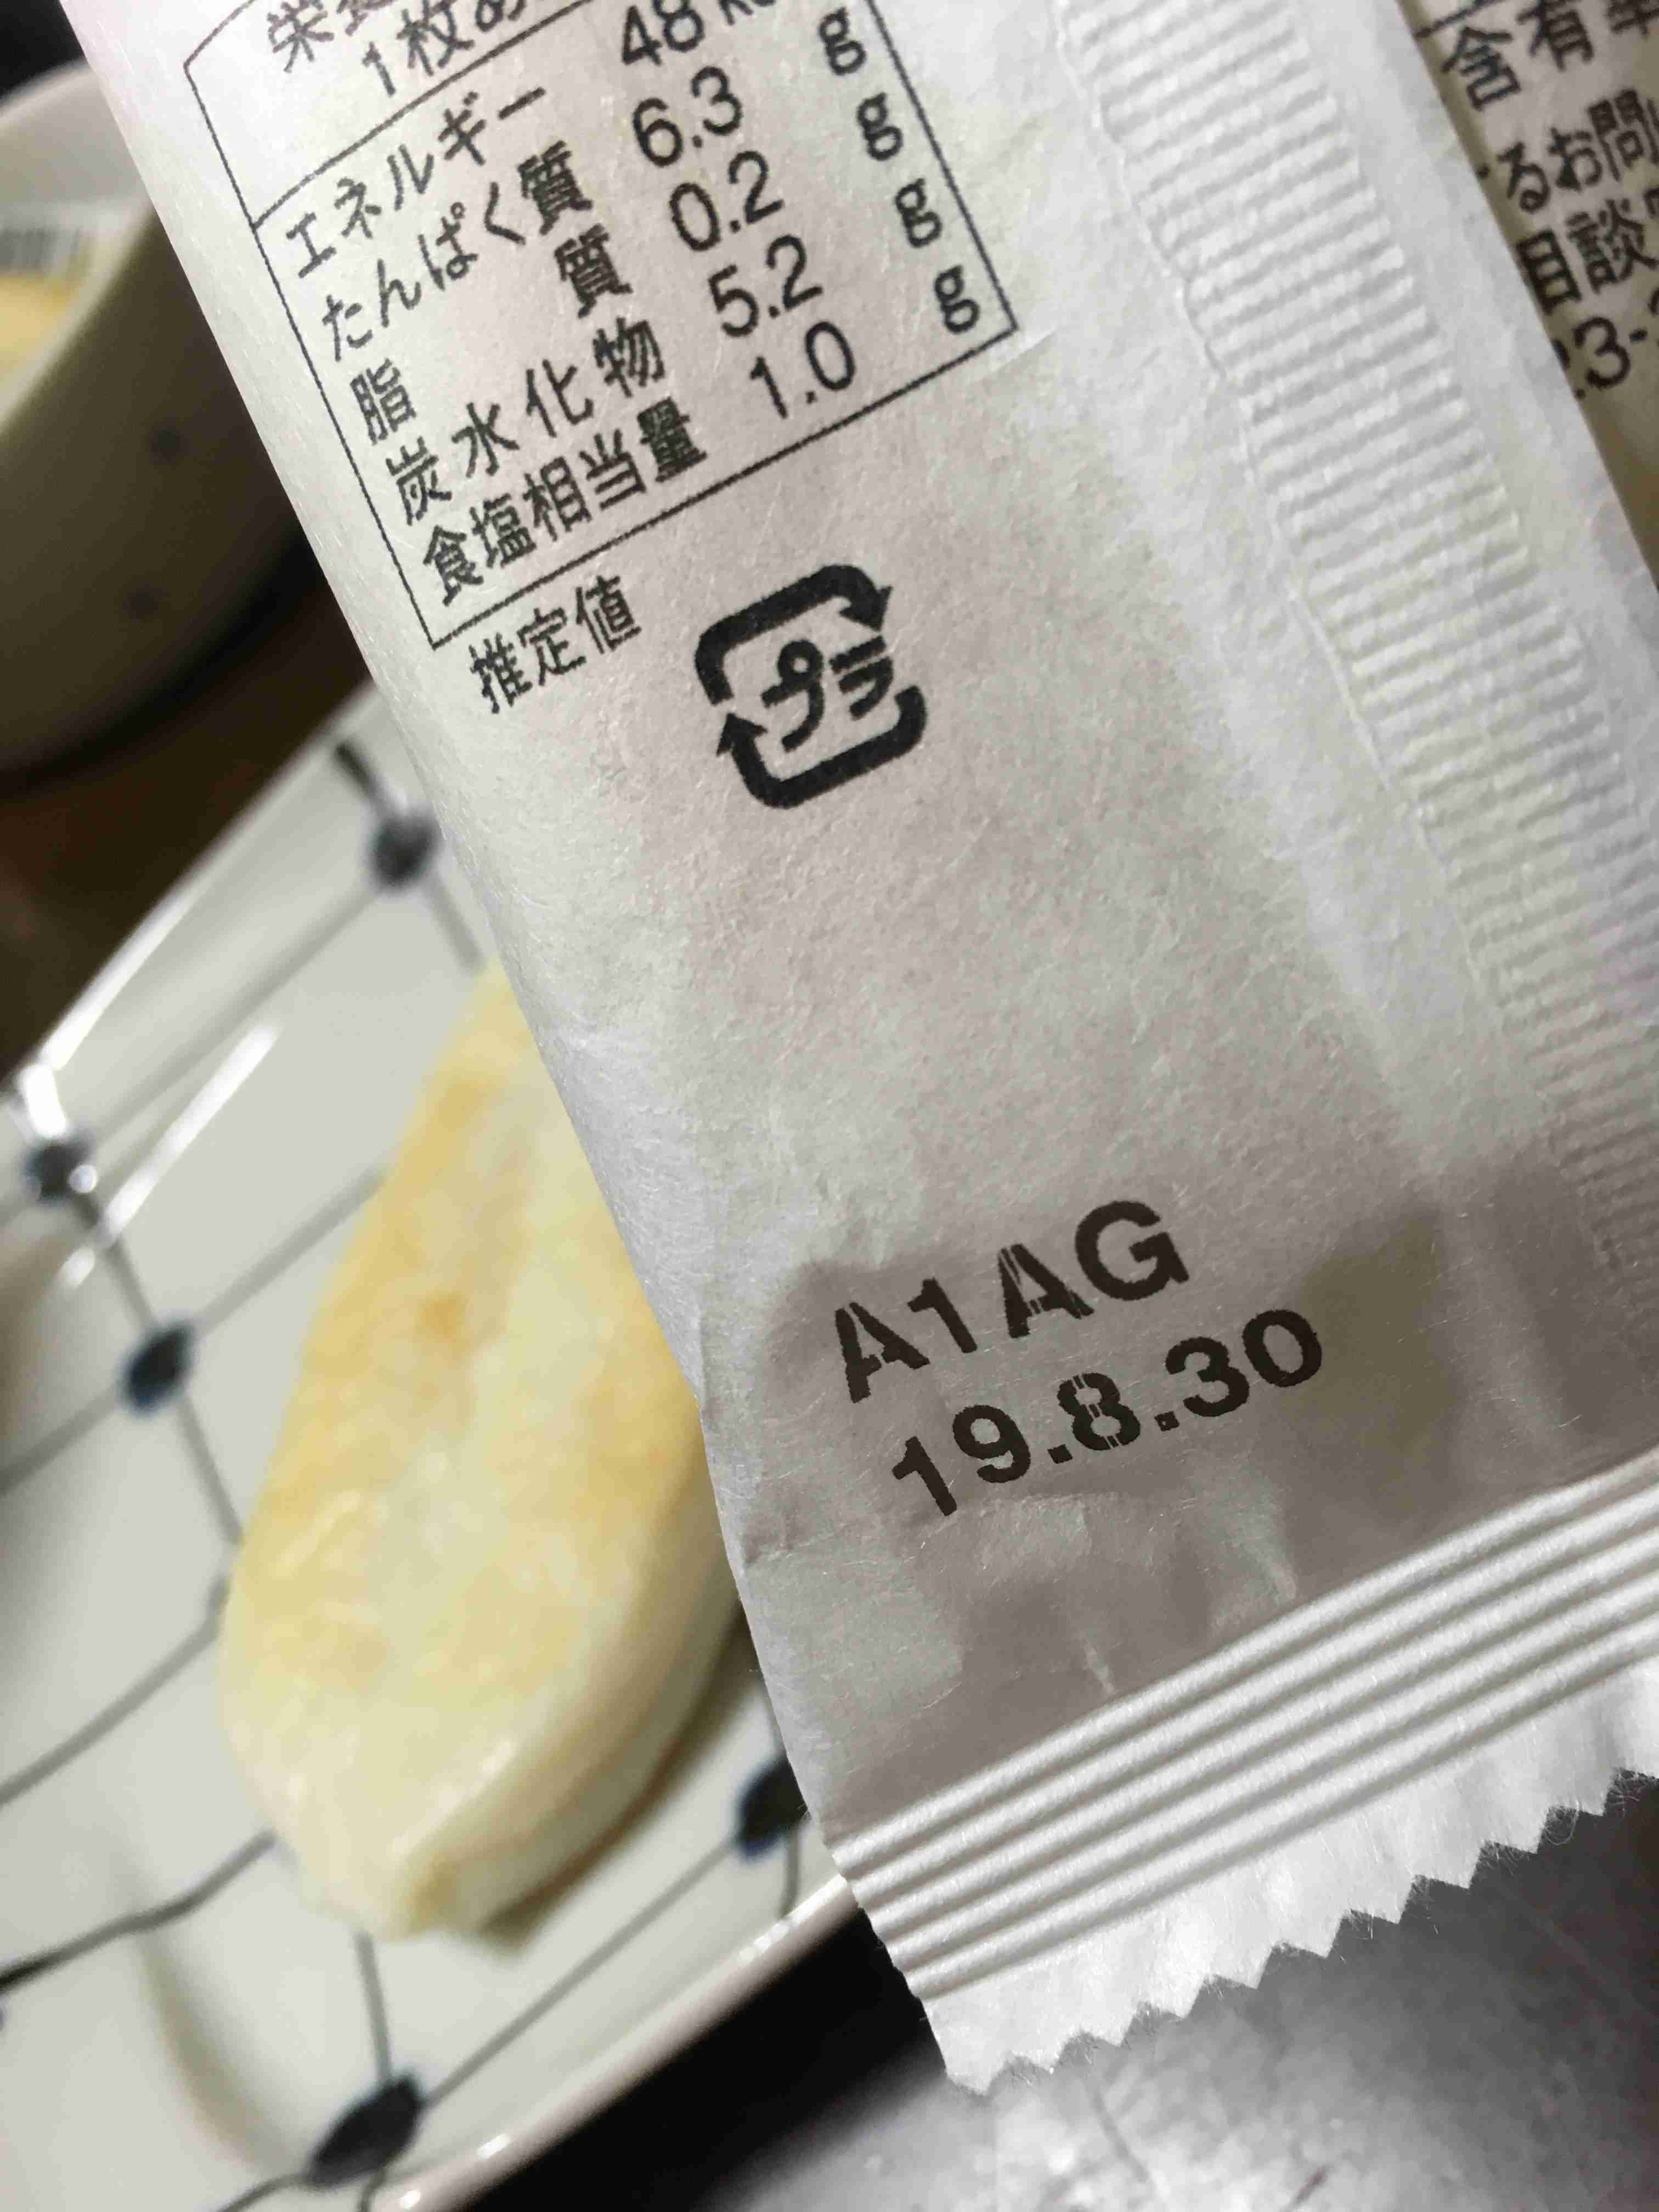 1枚あ
エネルギー 48
たんぱく質 6.3 g
脂質 0.2 g
炭水化物 5.2 g
食塩相当量 1.0 g
推定値
プラ
A1AG
19.8.30
含有率
るお問
談
3-